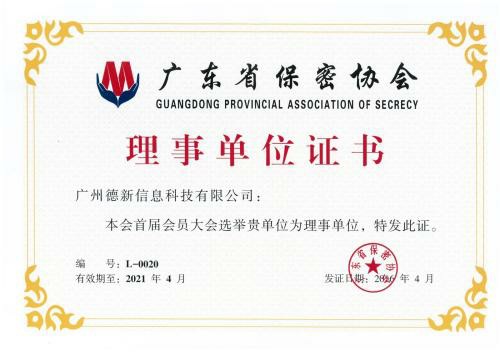 广东省保密协会
GUANGDONG PROVINCIAL ASSOCIATION OF SECRECY
理事单位证书
广州德新信息科技有限公司：
本会首届会员大会选举贵单位为理事单位，特发此证。
编 号：L-0020
有效期至：2021 年 4 月
发证日期：2016 年 4 月
东省保密协会